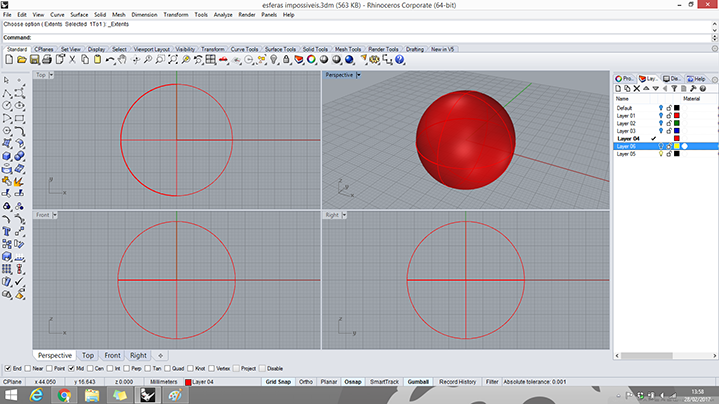 esferas impossiveis.3dm (563 KB) - Rhinoceros Corporate (64-bit)
File Edit View Curve Surface Solid Mesh Dimension Transform Tools Analyze Render Panels Help
Choose option ( Extents Selected 1To1 ): _Extents
Command:
Standard CPlanes Set View Display Select Viewport Layout Visibility Transform Curve Tools Surface Tools Solid Tools Mesh Tools Render Tools Drafting New in V5
Top
Perspective
Pro... Lay... Dis... Help
Name Material
Default
Layer 01
Layer 02
Layer 03
Layer 04
Layer 06
Layer 05
y
x
z
y
x
Front
Right
z
x
z
y
Perspective Top Front Right
End Near Point Mid Cen Int Perp Tan Quad Knot Vertex Project Disable
CPlane x 44.050 y 16.643 z 0.000 Millimeters Layer 04 Grid Snap Ortho Planar Osnap SmartTrack Gumball Record History Filter Absolute tolerance: 0.001
13:58
28/02/2017